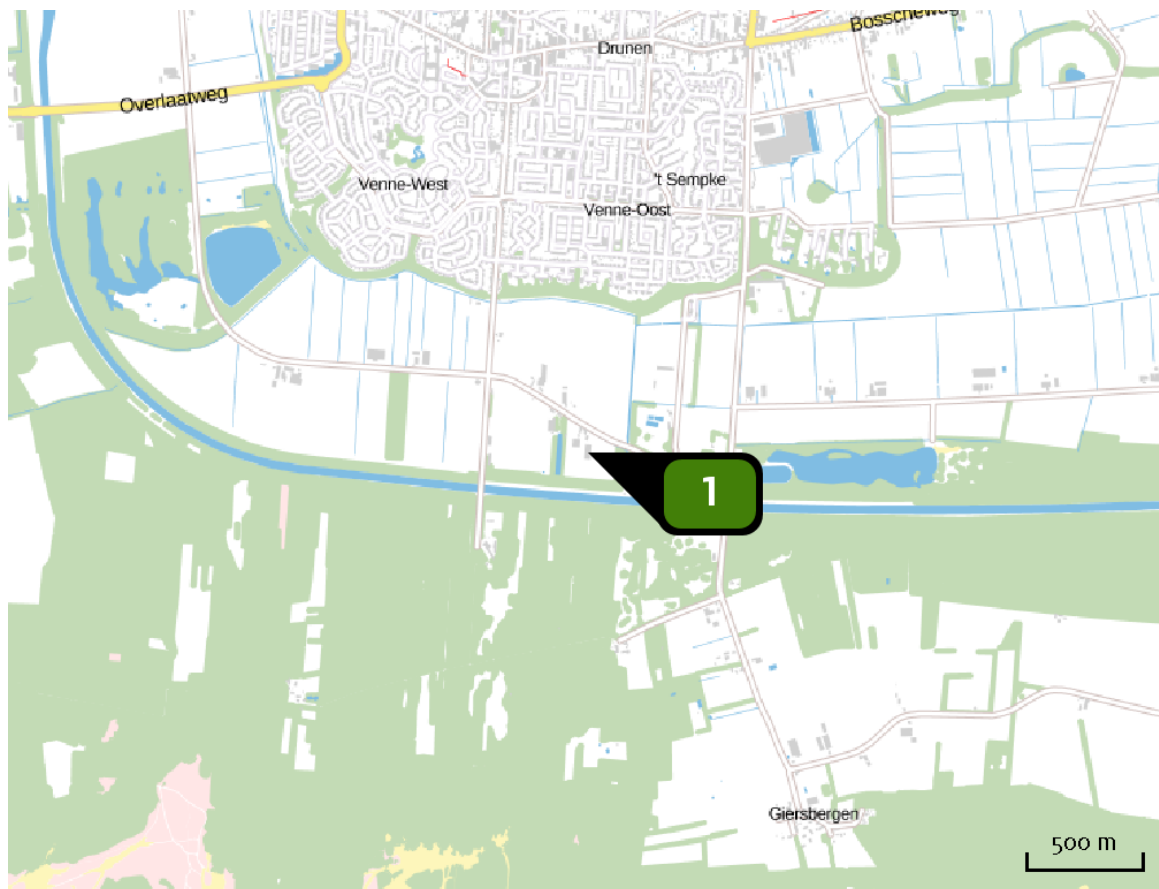 Bosscheweg
Drunen
Overlaatweg
Venne-West
't Sempke
Venne-Oost
1
Giersbergen
500 m